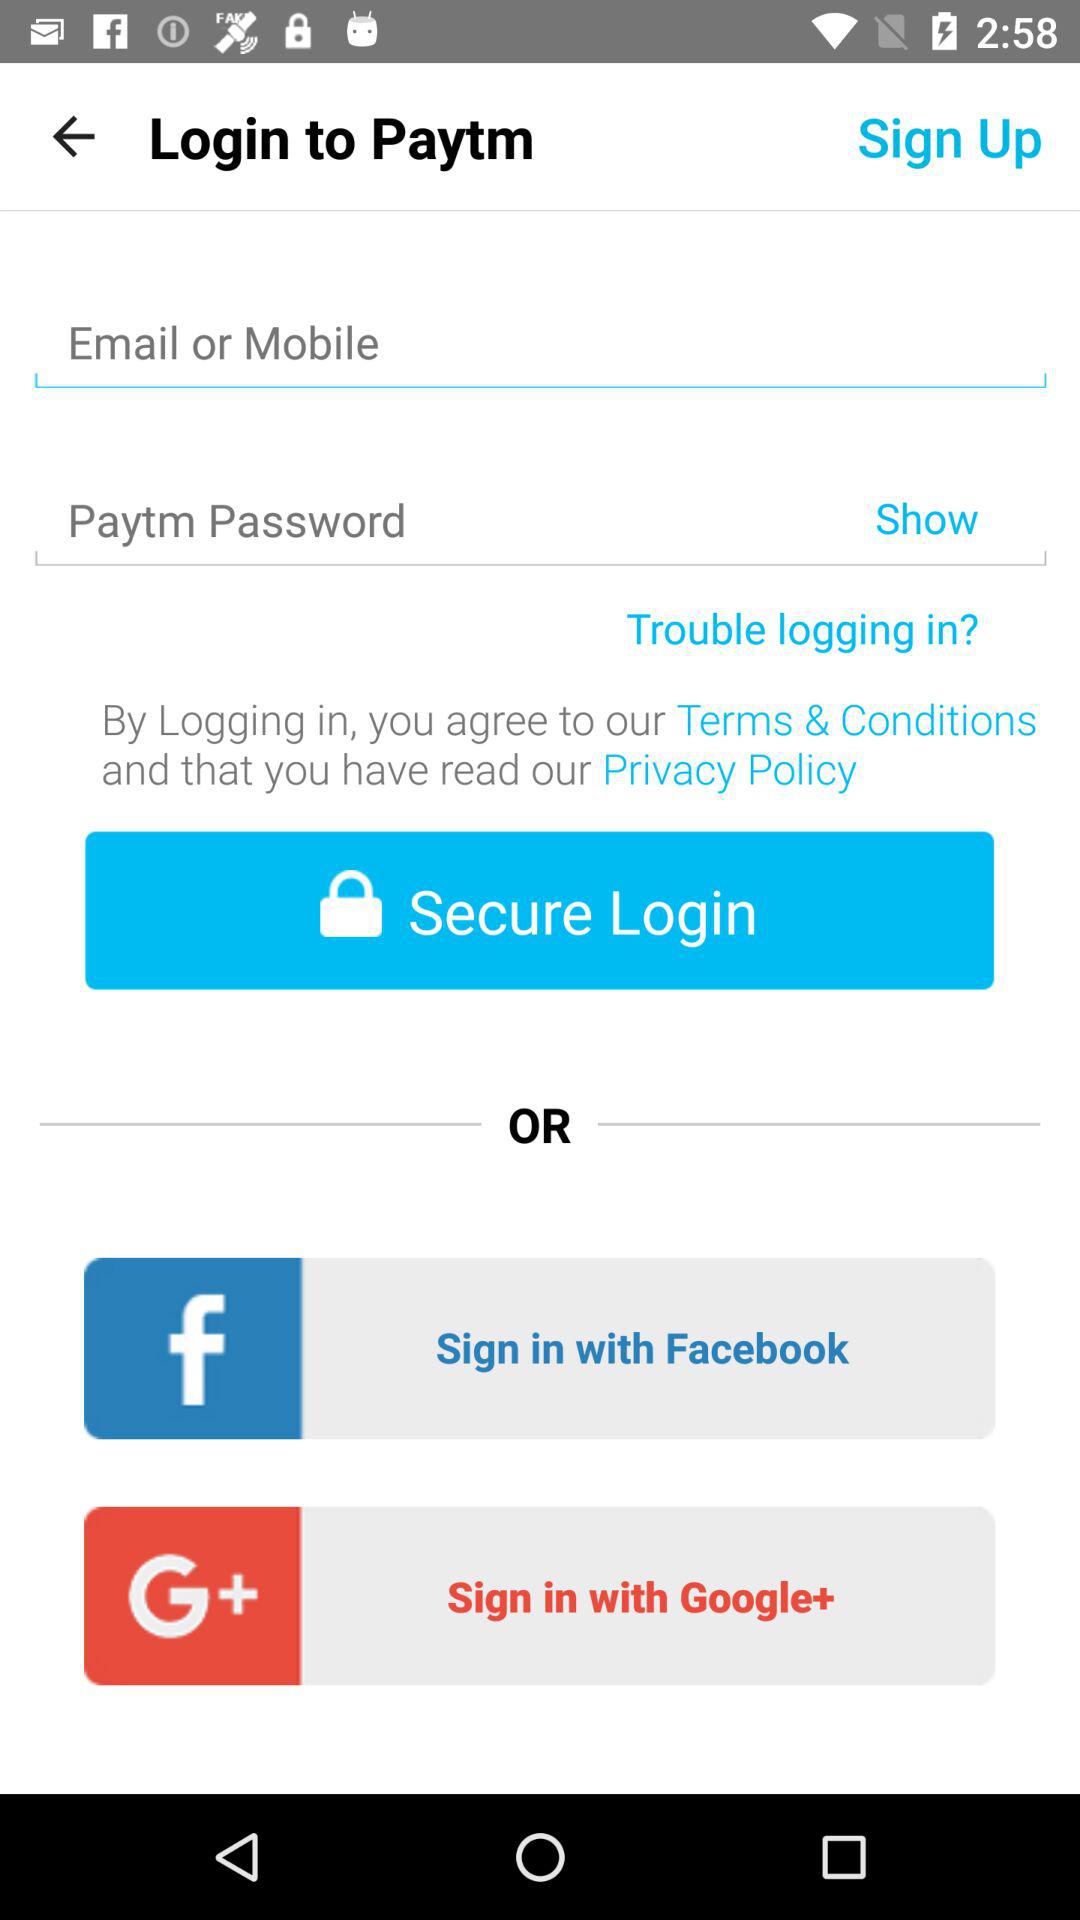 FAKE
2:58
Login to Paytm
Sign Up
Email or Mobile
Paytm Password
Show
Trouble logging in?
By Logging in, you agree to our Terms & Conditions
and that you have read our Privacy Policy
Secure Login
OR
f
Sign in with Facebook
G+
Sign in with Google+